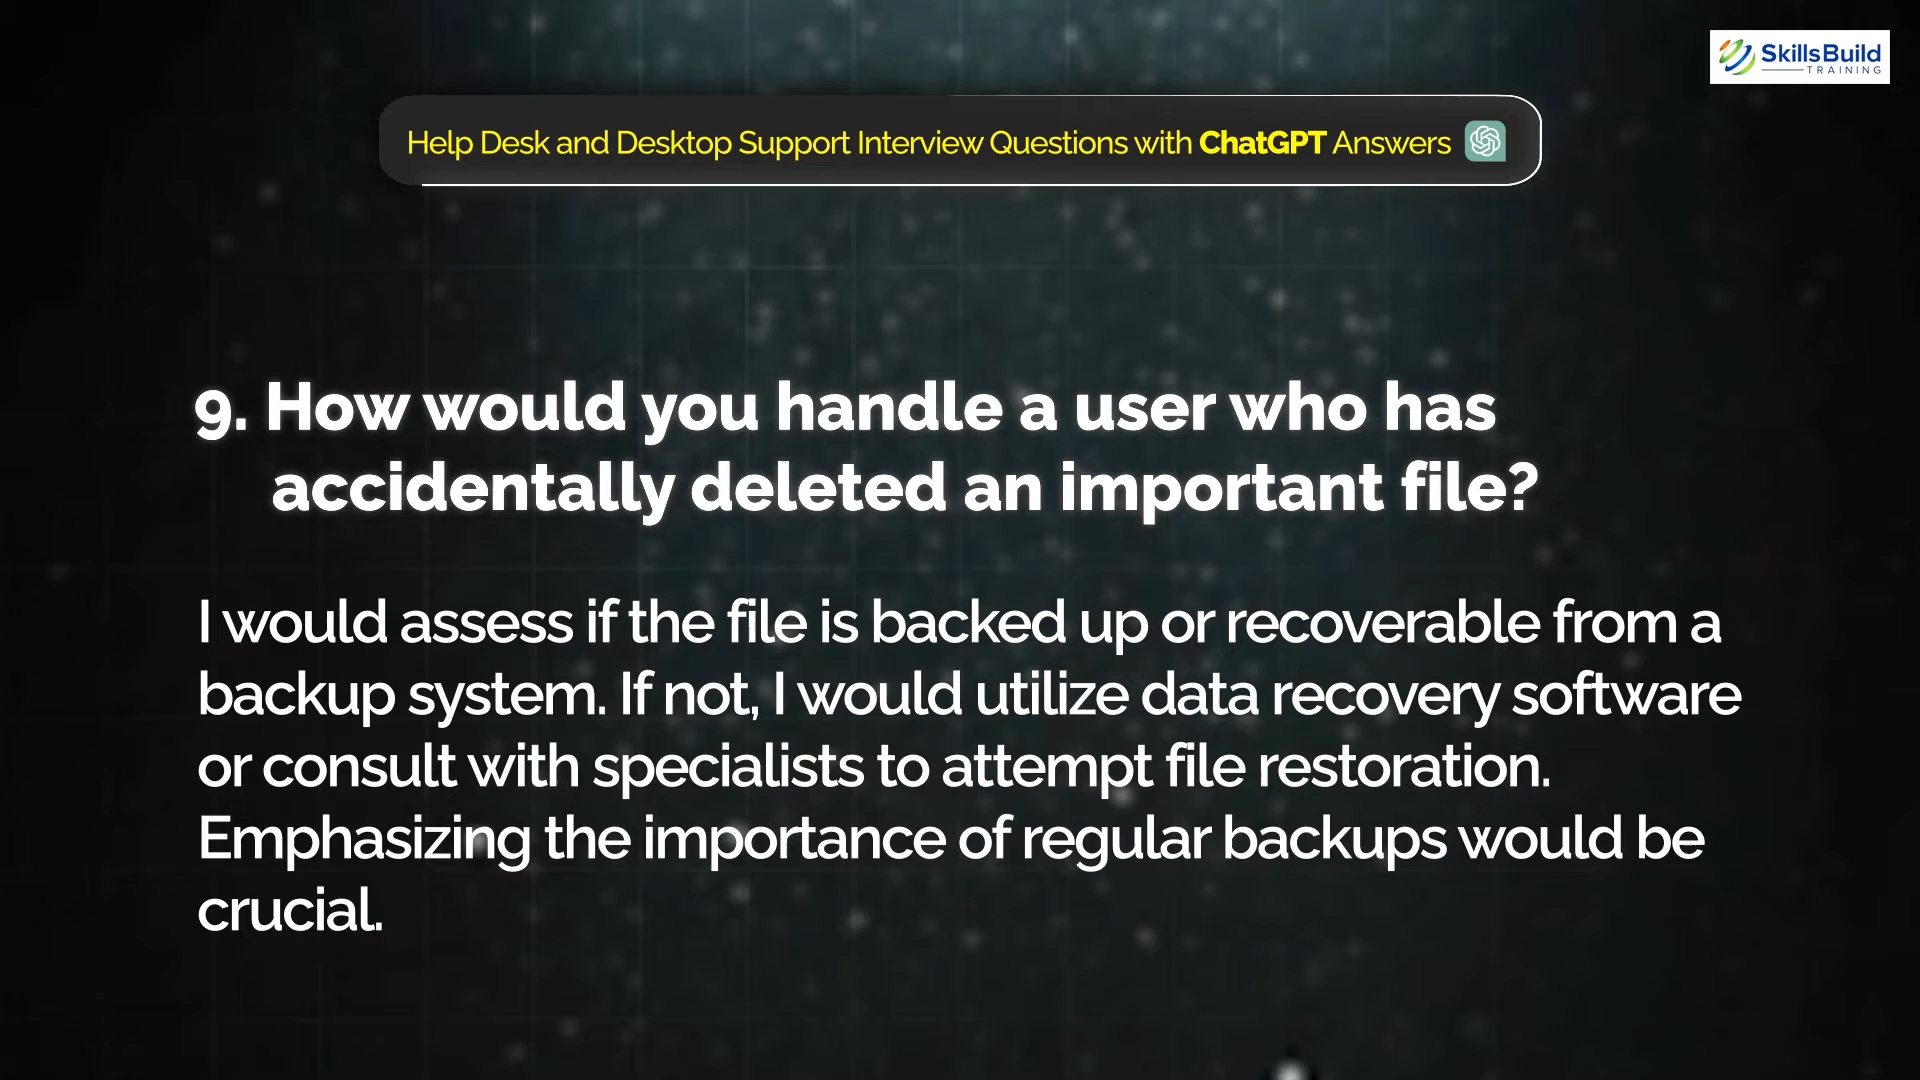 SkillsBuild
TRAINING
Help Desk and Desktop Support Interview Questions with ChatGPT Answers
9. How would you handle a user who has
accidentally deleted an important file?
I would assess if the file is backed up or recoverable from a
backup system. If not, I would utilize data recovery software
or consult with specialists to attempt file restoration.
Emphasizing the importance of regular backups would be
crucial.